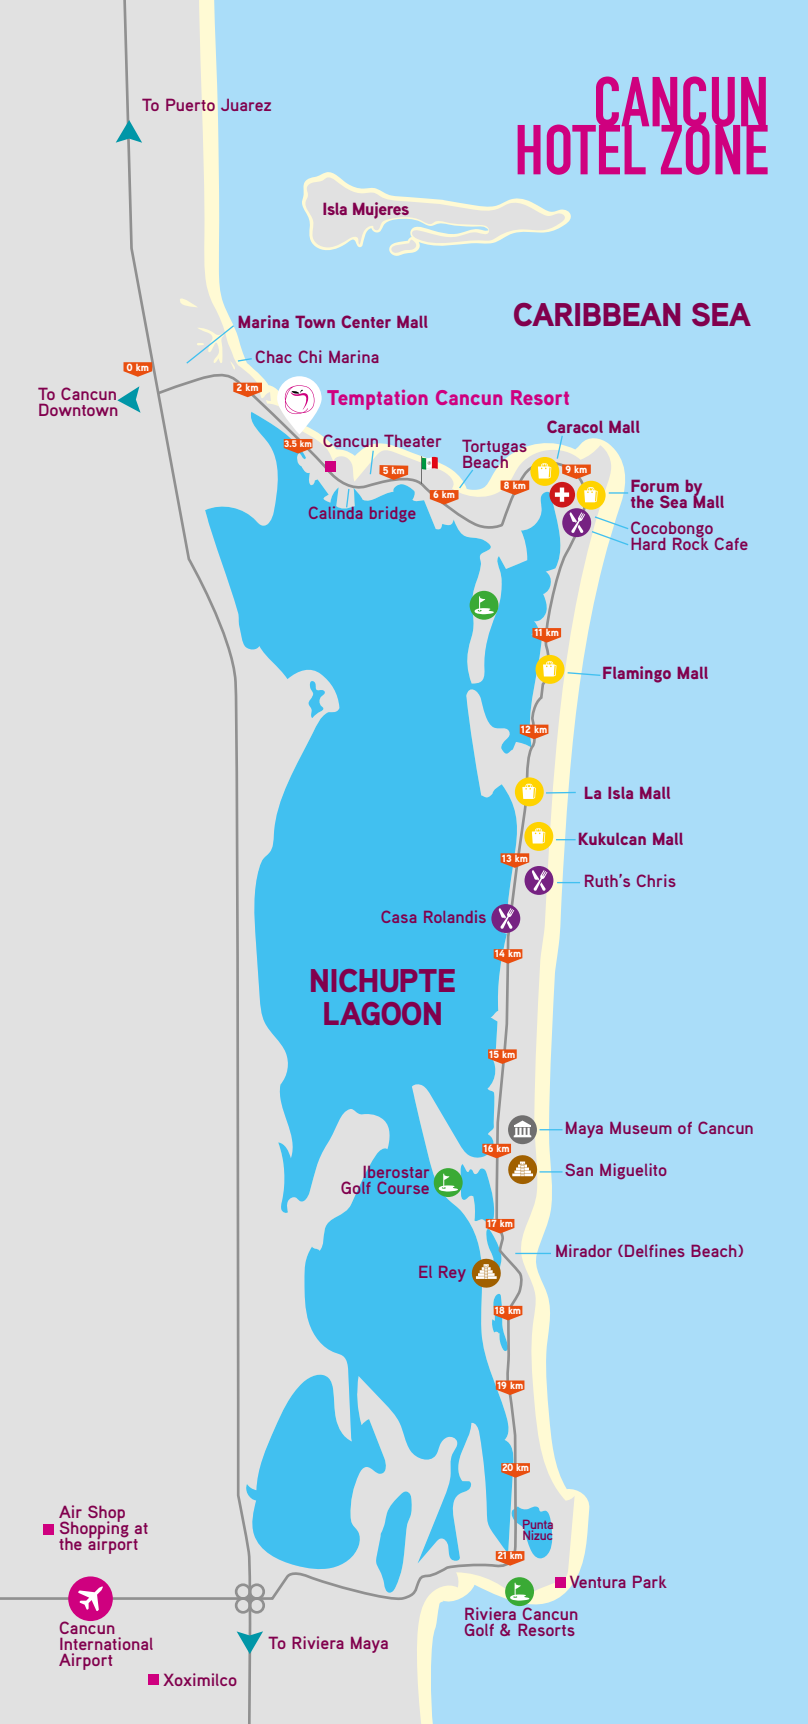 To Puerto Juarez
CANCUN
HOTEL ZONE
Isla Mujeres
CARIBBEAN SEA
Marina Town Center Mall
Chac Chi Marina
0 km
To Cancun
Downtown
2 km
Temptation Cancun Resort
3.5 km
Cancun Theater
Caracol Mall
Tortugas
Beach
5 km
6 km
8 km
9 km
Calinda bridge
Forum by
the Sea Mall
Cocobongo
Hard Rock Cafe
11 km
Flamingo Mall
12 km
La Isla Mall
Kukulcan Mall
13 km
Ruth's Chris
Casa Rolandis
14 km
NICHUPTE
LAGOON
15 km
Maya Museum of Cancun
16 km
San Miguelito
Iberostar
Golf Course
17 km
Mirador (Delfines Beach)
El Rey
18 km
19 km
20 km
Punta
Nizuc
21 km
Air Shop
Shopping at
the airport
Ventura Park
Riviera Cancun
Golf & Resorts
Cancun
International
Airport
To Riviera Maya
Xoximilco